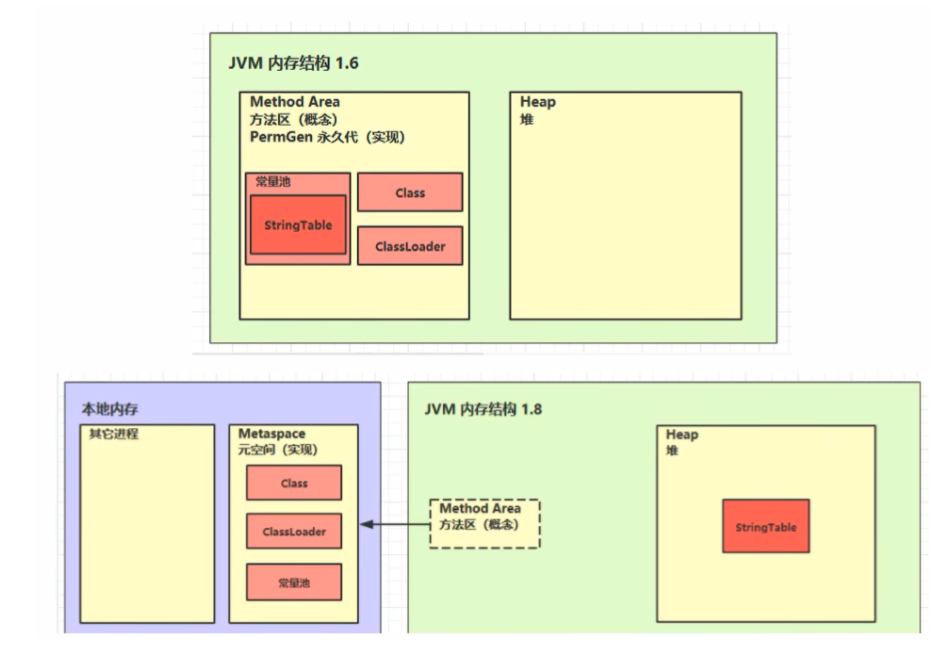 JVM 内存结构 1.6
Method Area
方法区（概念）
PermGen 永久代（实现）
常量池
StringTable
Class
ClassLoader
Heap
堆
本地内存
其它进程
Metaspace
元空间（实现）
Class
ClassLoader
常量池
JVM 内存结构 1.8
Method Area
方法区（概念）
Heap
堆
StringTable